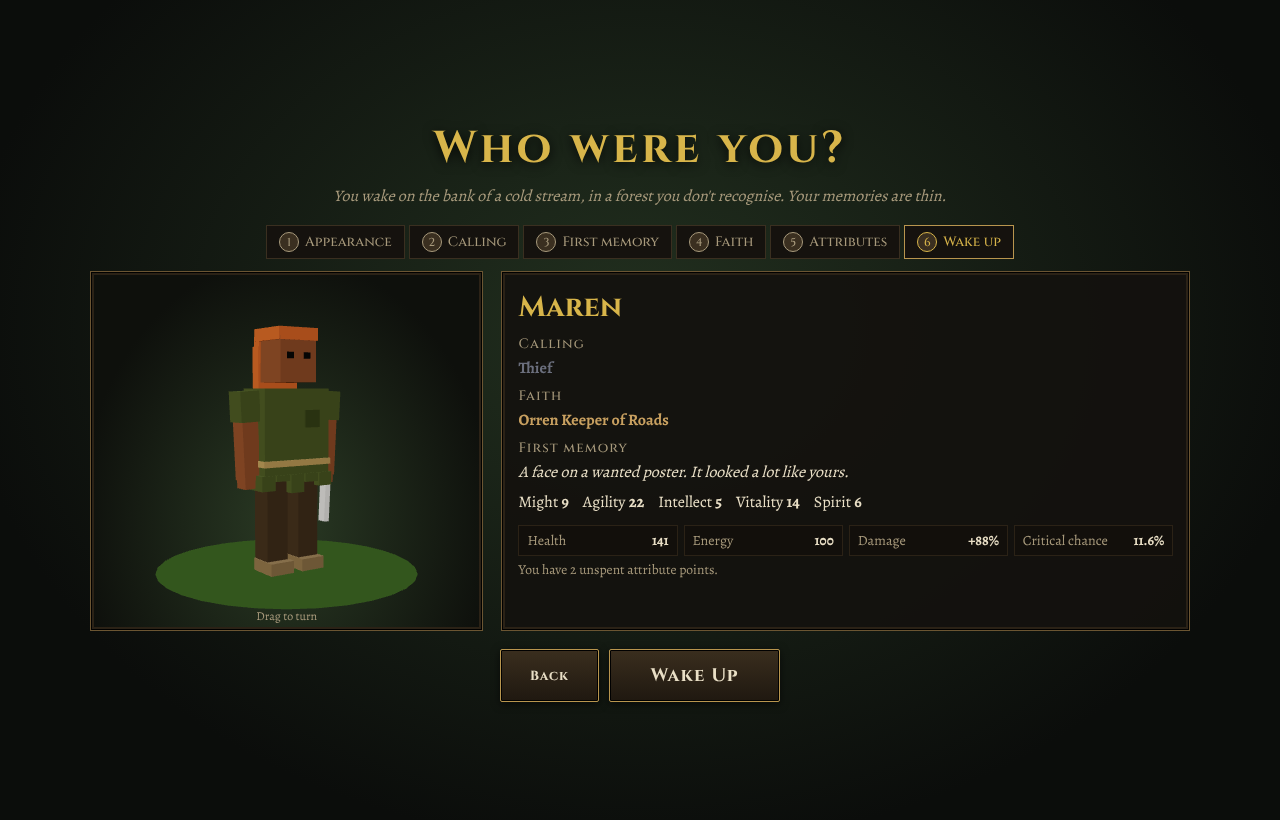 Who were you?
You wake on the bank of a cold stream, in a forest you don't recognise. Your memories are thin.
1 Appearance 2 Calling 3 First memory 4 Faith 5 Attributes 6 Wake up
Maren
Calling
Thief
Faith
Orren Keeper of Roads
First memory
A face on a wanted poster. It looked a lot like yours.
Might 9 Agility 22 Intellect 5 Vitality 14 Spirit 6
Health 141 Energy 100 Damage +88% Critical chance 11.6%
You have 2 unspent attribute points.
Drag to turn
Back Wake Up